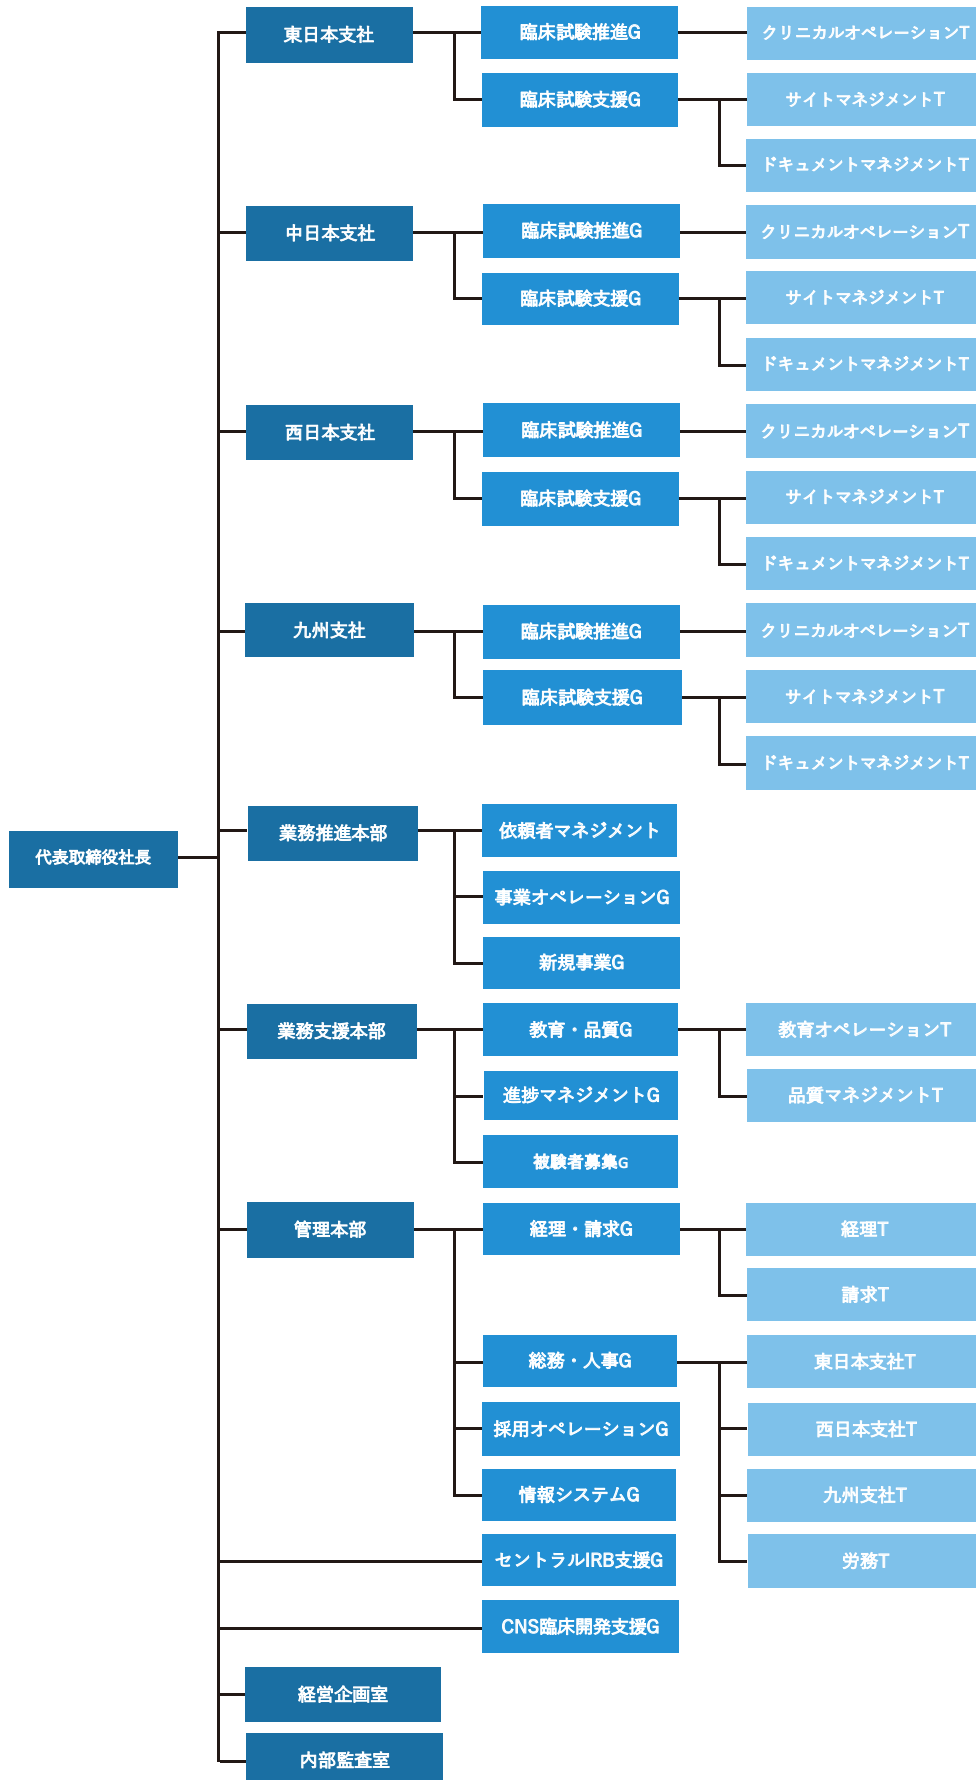 東日本支社
臨床試験推進G
クリニカルオペレーションT
臨床試験支援G
サイトマネジメントT
ドキュメントマネジメントT
中日本支社
臨床試験推進G
クリニカルオペレーションT
臨床試験支援G
サイトマネジメントT
ドキュメントマネジメントT
西日本支社
臨床試験推進G
クリニカルオペレーションT
臨床試験支援G
サイトマネジメントT
ドキュメントマネジメントT
九州支社
臨床試験推進G
クリニカルオペレーションT
臨床試験支援G
サイトマネジメントT
ドキュメントマネジメントT
代表取締役社長
業務推進本部
依頼者マネジメント
事業オペレーションG
新規事業G
業務支援本部
教育・品質G
教育オペレーションT
進捗マネジメントG
品質マネジメントT
被験者募集G
管理本部
経理・請求G
経理T
請求T
総務・人事G
東日本支社T
採用オペレーションG
西日本支社T
情報システムG
九州支社T
セントラルIRB支援G
労務T
CNS臨床開発支援G
経営企画室
内部監査室